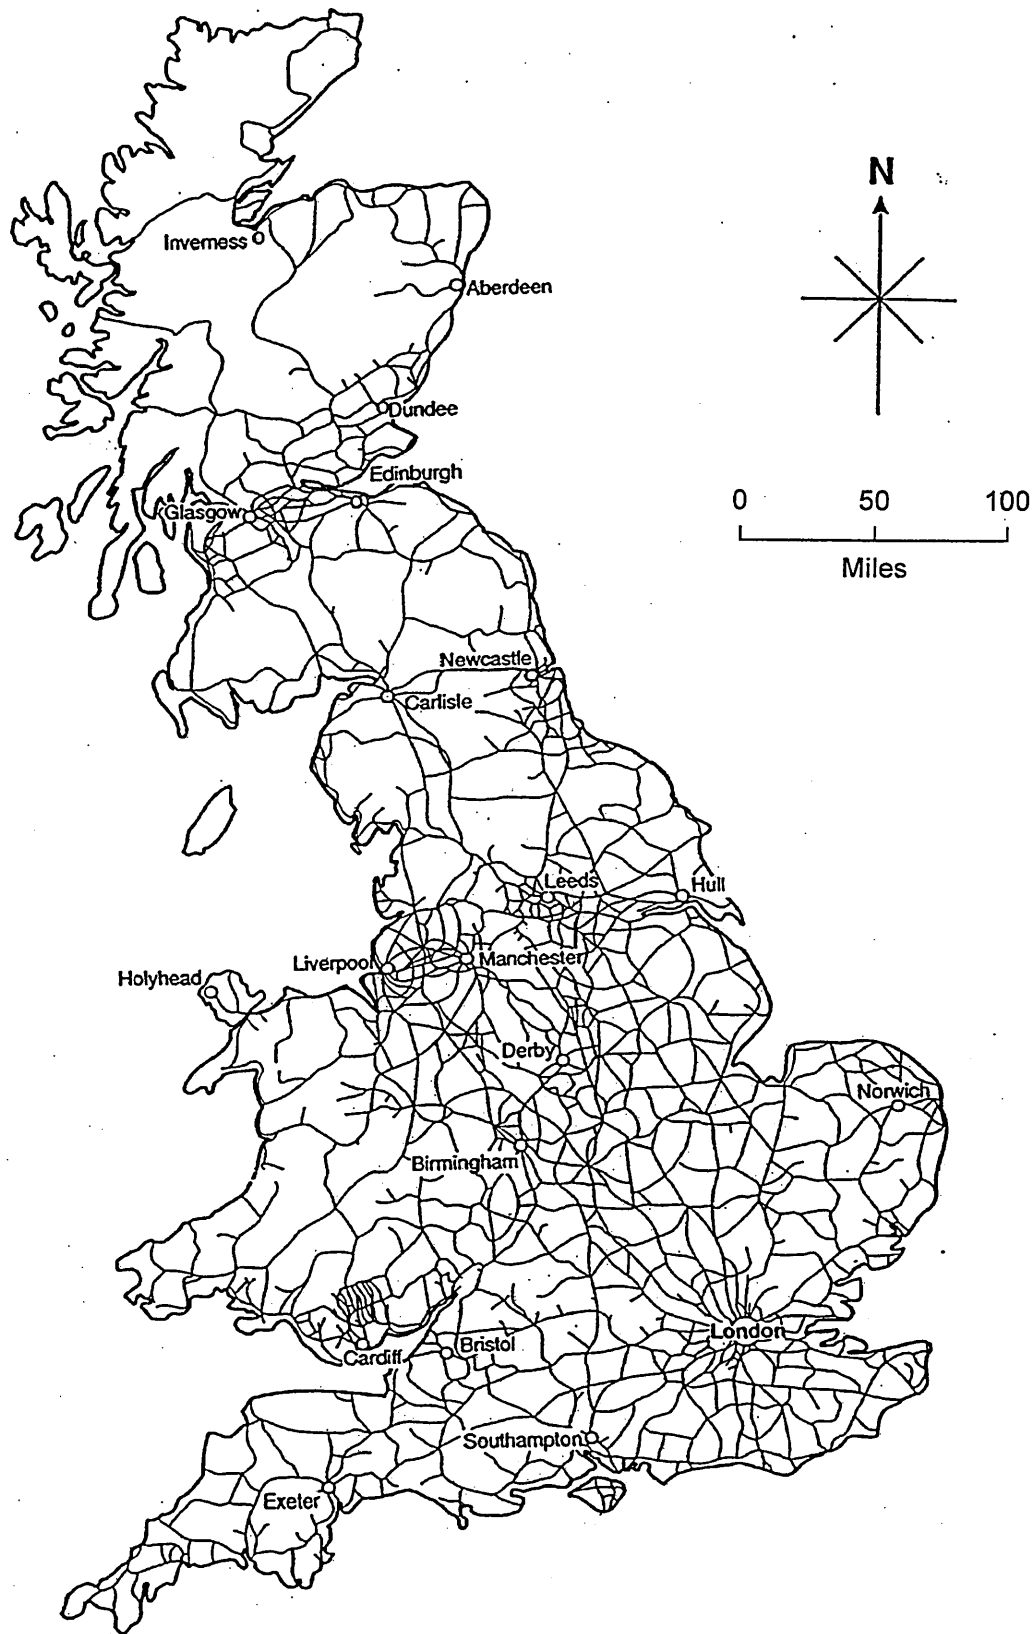 N
Inverness
Aberdeen
Dundee
Edinburgh
Glasgow
0 50 100
Miles
Newcastle
Carlisle
Leeds
Hull
Liverpool
Manchester
Holyhead
Derby
Norwich
Birmingham
London
Bristol
Cardiff
Southampton
Exeter